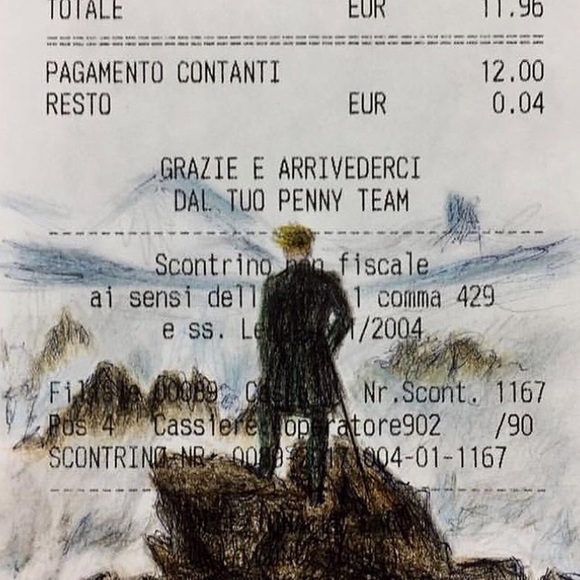 TOTALE EUR 11.96
PAGAMENTO CONTANTI 12.00
RESTO EUR 0.04
GRAZIE E ARRIVEDERCI
DAL TUO PENNY TEAM
Scontrino non fiscale
ai sensi 1 comma 429
e ss. 1/2004
Nr.Scont. 1167
Pos 4 Cassiere operatore902 /90
SCONTRINO NR. 004-01-1167